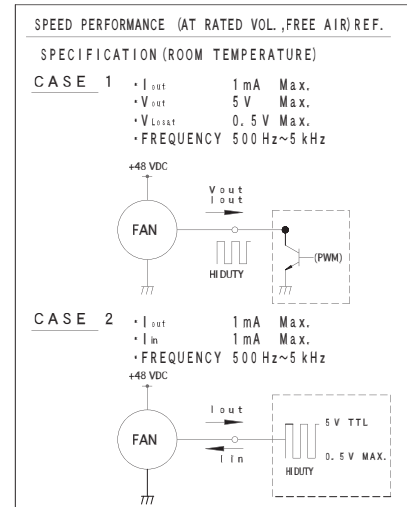 SPEED PERFORMANCE (AT RATED VOL.,FREE AIR)REF.
SPECIFICATION(ROOM TEMPERATURE)
CASE 1
・Iout 1mA Max.
・Vout 5V Max.
・VLosat 0.5V Max.
・FREQUENCY 500Hz~5kHz
+48 VDC
Vout
Iout
FAN
(PWM)
HI DUTY
CASE 2
・Iout 1mA Max.
・Iin 1mA Max.
・FREQUENCY 500Hz~5kHz
+48 VDC
Iout
5V TTL
FAN
Iin
0.5V MAX.
HI DUTY